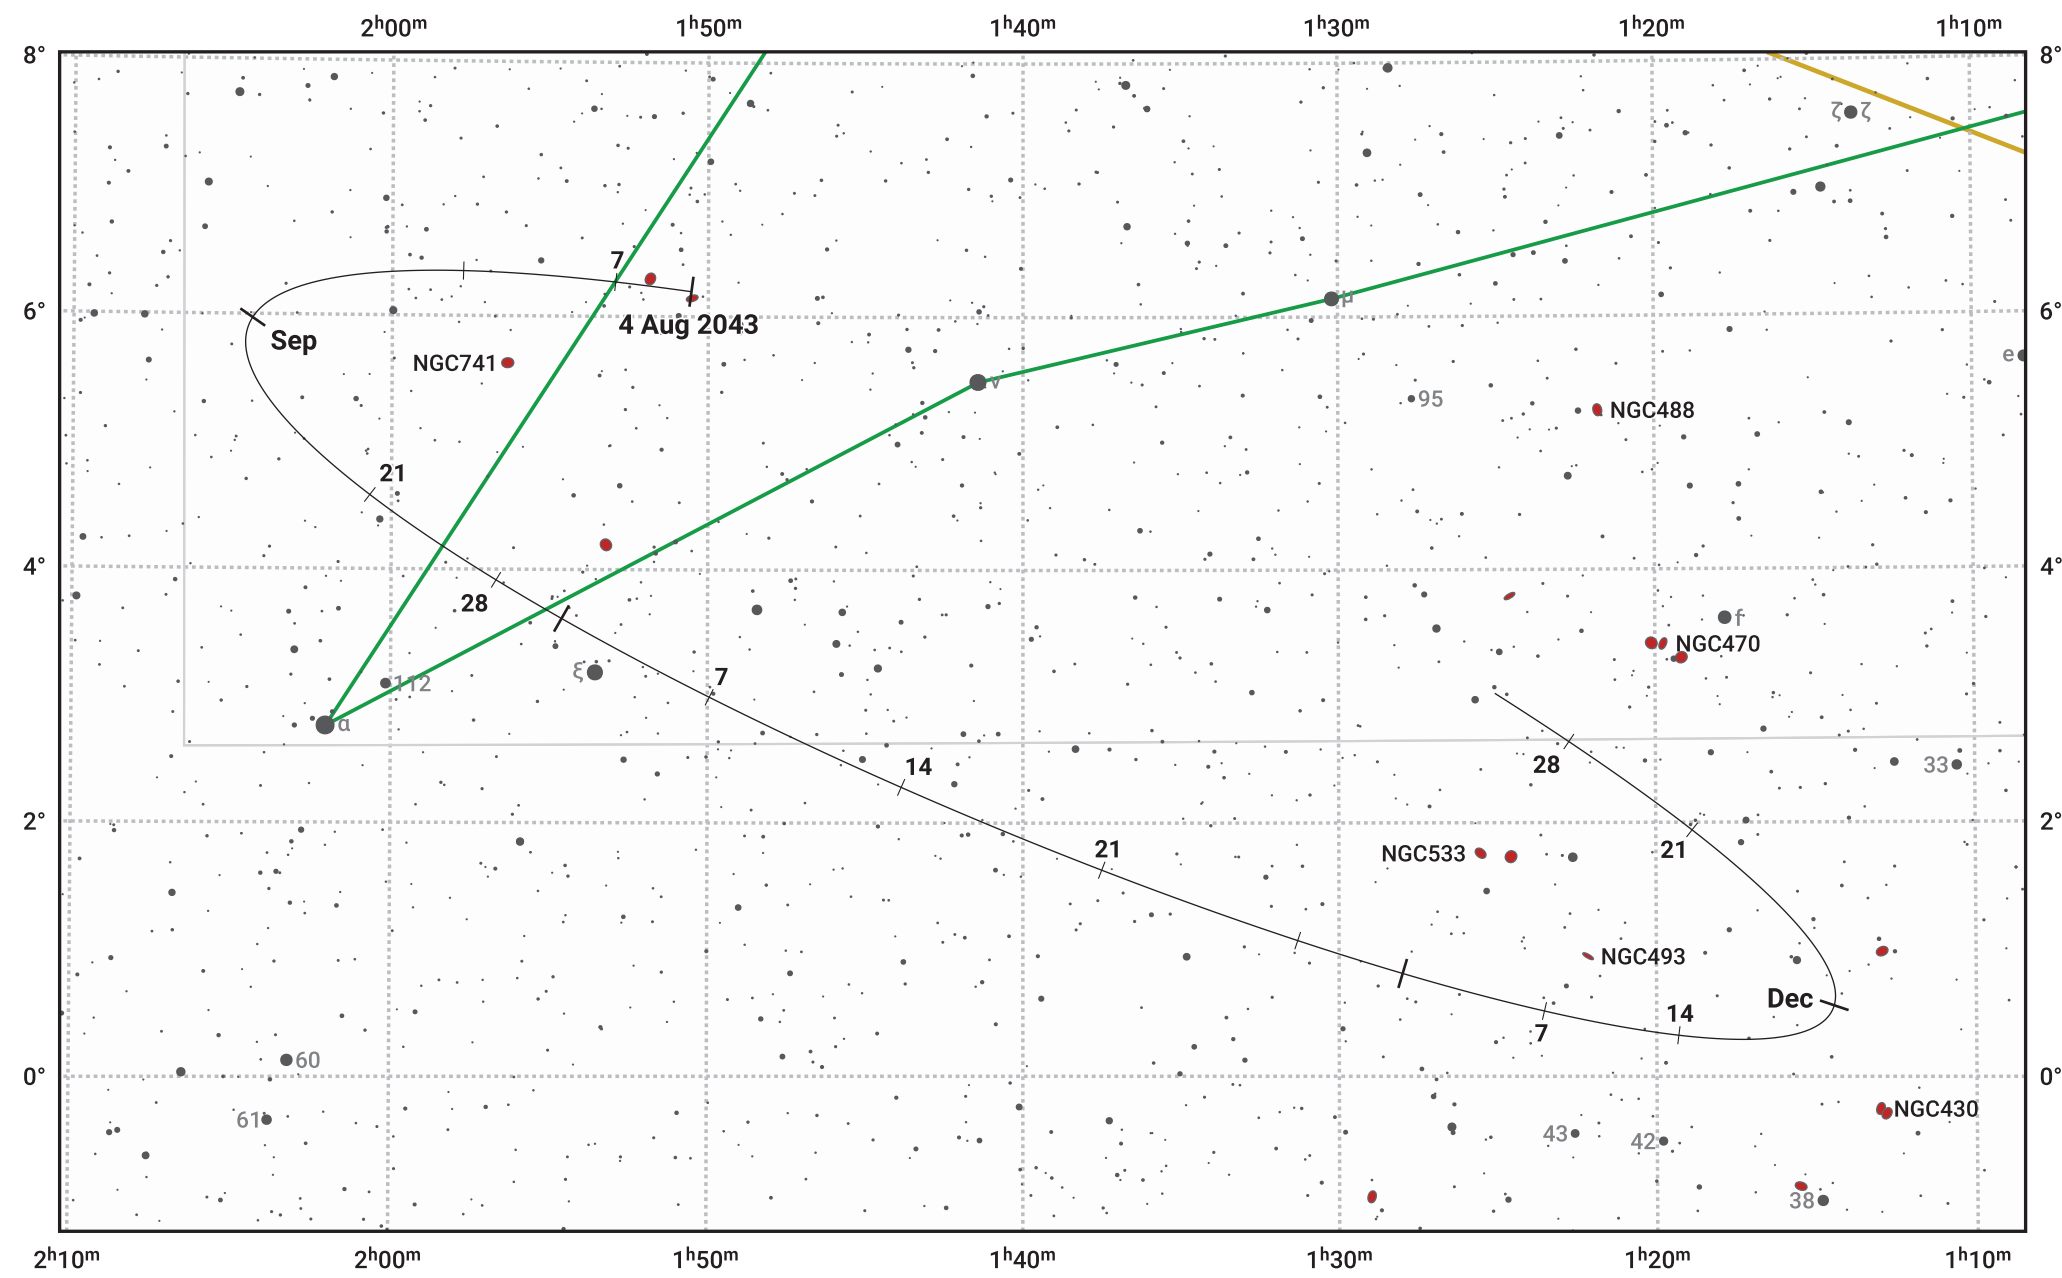 2h00m 1h50m 1h40m 1h30m 1h20m 1h10m
8° 8°
ζ ζ
7
6° 6°
4 Aug 2043
μ
Sep
e
NGC741
ν
95
NGC488
21
4° 4°
28
f
ξ
NGC470
7
112
α
28
14
33
2° 2°
21
NGC533
21
NGC493
Dec
14
7
0° 0°
60
NGC430
61
43
42
38
2h10m 2h00m 1h50m 1h40m 1h30m 1h20m 1h10m